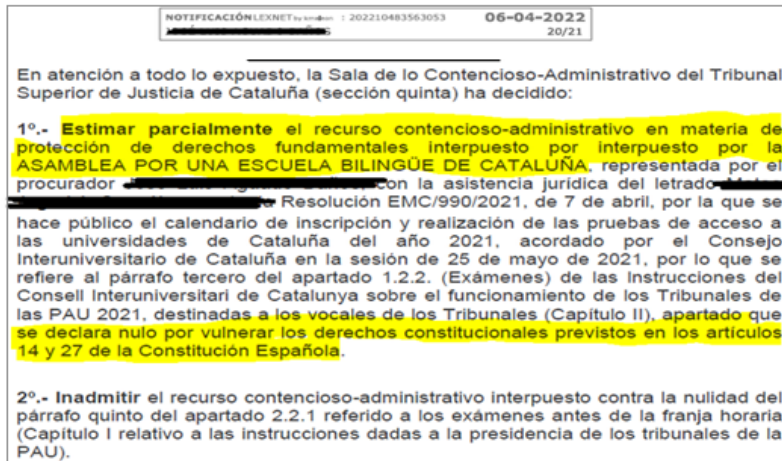 NOTIFICACIÓN LEXNET by kmaleon : 202210483563053 06-04-2022
20/21
En atención a todo lo expuesto, la Sala de lo Contencioso-Administrativo del Tribunal
Superior de Justicia de Cataluña (sección quinta) ha decidido:
1º.- Estimar parcialmente el recurso contencioso-administrativo en materia de
protección de derechos fundamentales interpuesto por interpuesto por la
ASAMBLEA POR UNA ESCUELA BILINGÜE DE CATALUÑA, representada por el
procurador con la asistencia jurídica del letrado
a Resolución EMC/990/2021, de 7 de abril, por la que se
hace público el calendario de inscripción y realización de las pruebas de acceso a
las universidades de Cataluña del año 2021, acordado por el Consejo
Interuniversitario de Cataluña en la sesión de 25 de mayo de 2021, por lo que se
refiere al párrafo tercero del apartado 1.2.2. (Exámenes) de las Instrucciones del
Consell Interuniversitari de Catalunya sobre el funcionamiento de los Tribunales de
las PAU 2021, destinadas a los vocales de los Tribunales (Capítulo II), apartado que
se declara nulo por vulnerar los derechos constitucionales previstos en los artículos
14 y 27 de la Constitución Española.
2º.- Inadmitir el recurso contencioso-administrativo interpuesto contra la nulidad del
párrafo quinto del apartado 2.2.1 referido a los exámenes antes de la franja horaria
(Capítulo I relativo a las instrucciones dadas a la presidencia de los tribunales de la
PAU).